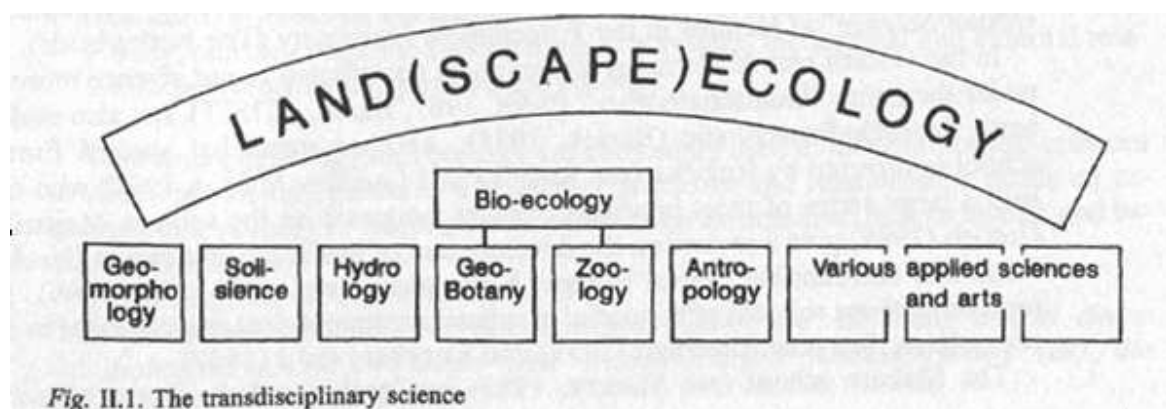 LAND(SCAPE)ECOLOGY
Bio-ecology
Geo-
morpho
logy
Soil-
sience
Hydro
logy
Geo-
Botany
Zoo-
logy
Antro-
pology
Various applied sciences
and arts
Fig. II.1. The transdisciplinary science